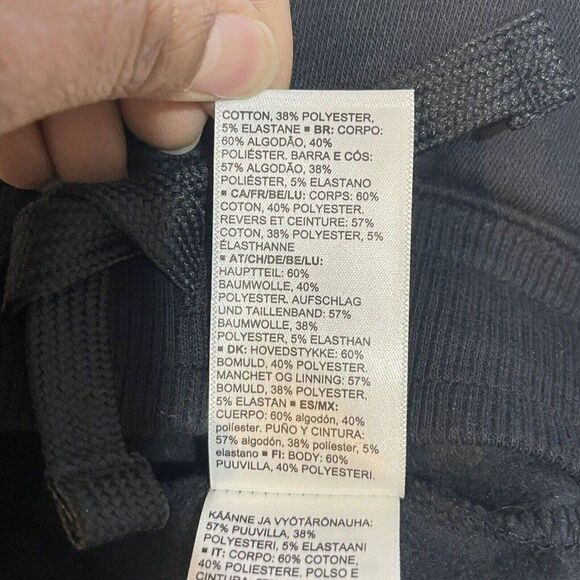 COTTON, 38% POLYESTER,
5% ELASTANE ■ BR: CORPO:
60% ALGODÃO, 40%
POLIÉSTER. BARRA E CÓS:
57% ALGODÃO, 38%
POLIÉSTER, 5% ELASTANO
■ CA/FR/BE/LU: CORPS: 60%
COTON, 40% POLYESTER.
REVERS ET CEINTURE: 57%
COTON, 38% POLYESTER, 5%
ÉLASTHANNE
■ AT/CH/DE/BE/LU:
HAUPTTEIL: 60%
BAUMWOLLE, 40%
POLYESTER. AUFSCHLAG
UND TAILLENBAND: 57%
BAUMWOLLE, 38%
POLYESTER, 5% ELASTHAN
■ DK: HOVEDSTYKKE: 60%
BOMULD, 40% POLYESTER.
MANCHET OG LINNING: 57%
BOMULD, 38% POLYESTER,
5% ELASTAN ■ ES/MX:
CUERPO: 60% algodón, 40%
poliéster. PUÑO Y CINTURA:
57% algodón, 38% poliéster, 5%
elastano ■ FI: BODY: 60%
PUUVILLA, 40% POLYESTERI.
KÄÄNNE JA VYÖTÄRÖNAUHA:
57% PUUVILLA, 38%
POLYESTERI, 5% ELASTAANI
■ IT: CORPO: 60% COTONE,
40% POLIESTERE, POLSO E